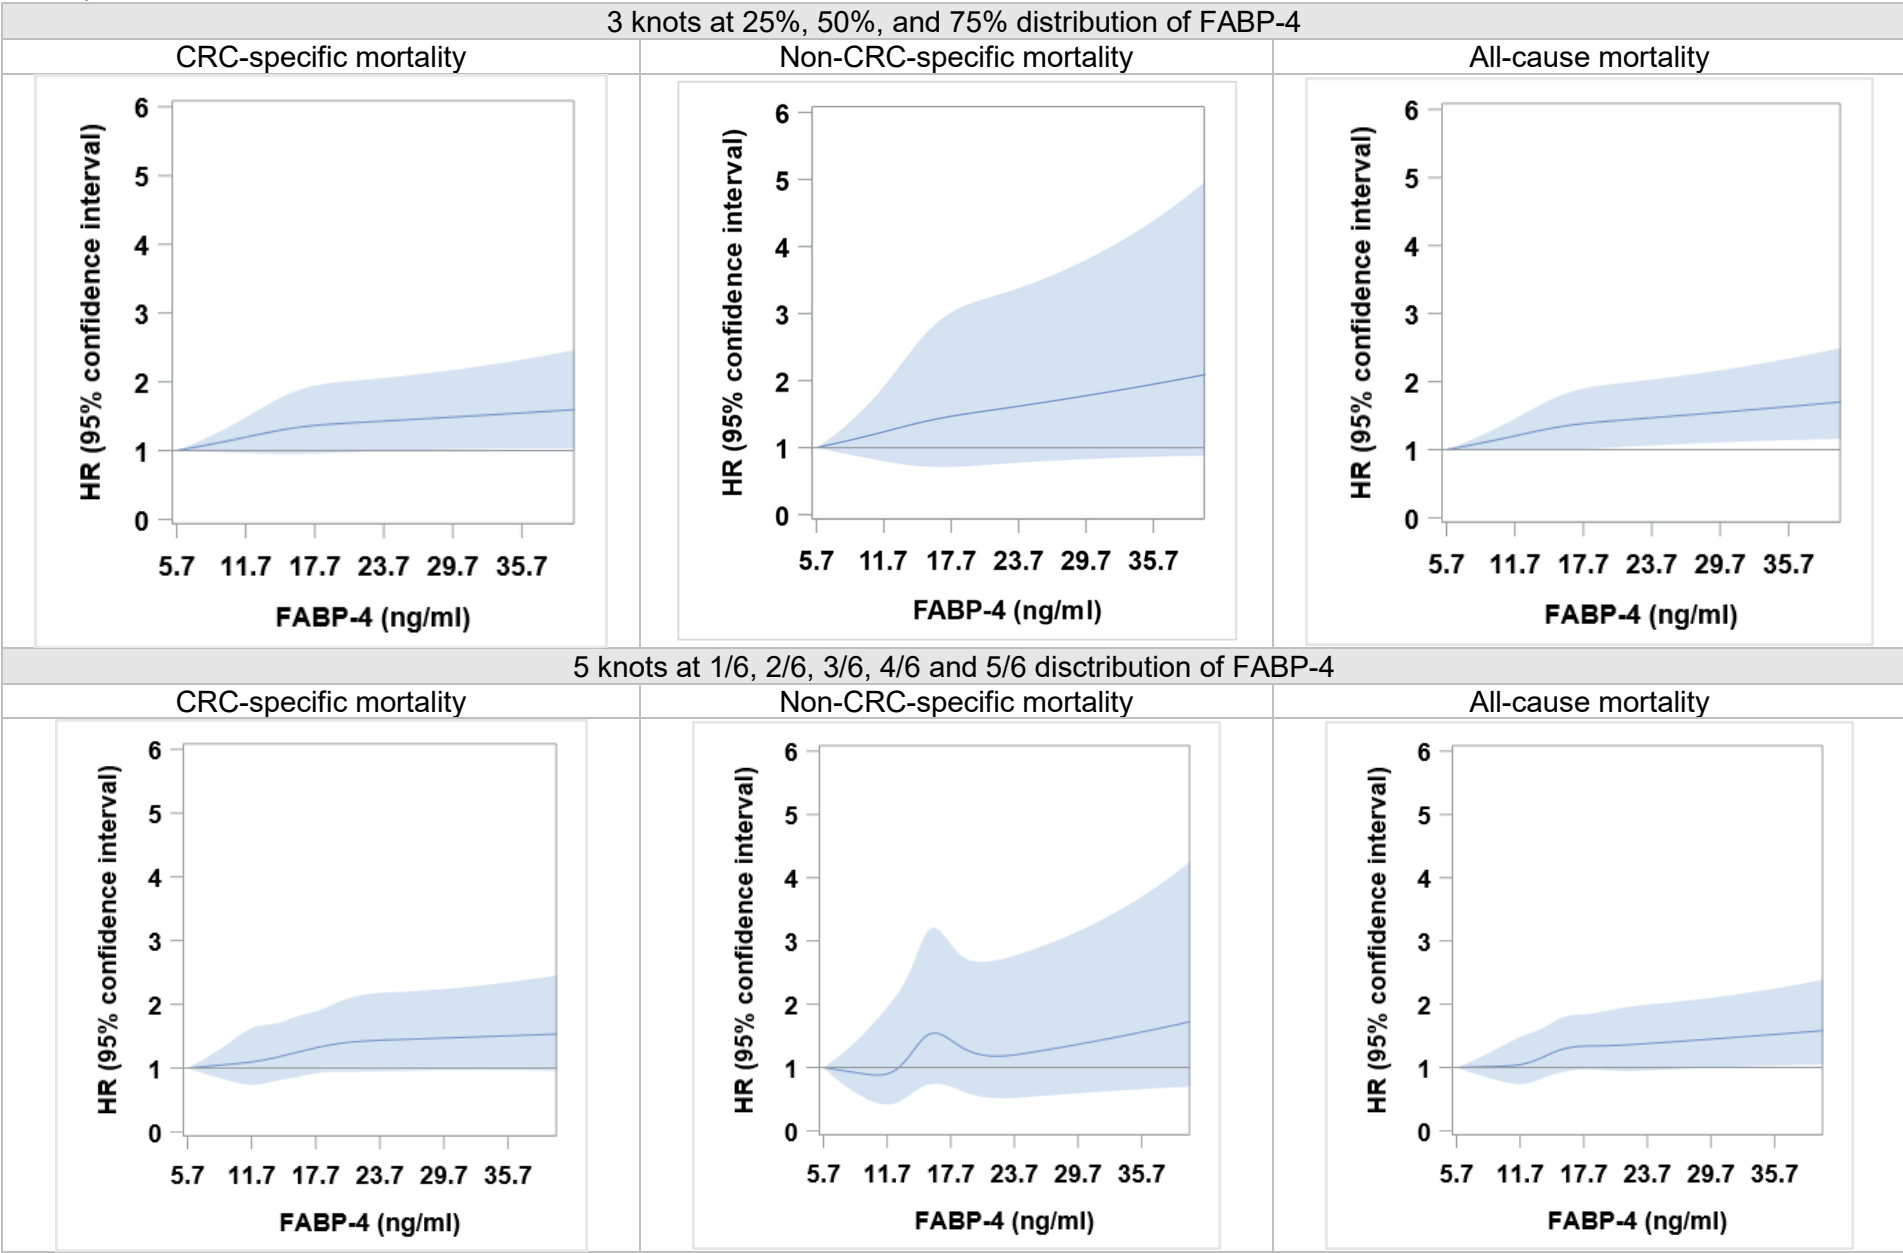 3 knots at 25%, 50%, and 75% distribution of FABP-4
CRC-specific mortality
Non-CRC-specific mortality
All-cause mortality
HR (95% confidence interval)
6
5
4
3
2
1
0
5.7 11.7 17.7 23.7 29.7 35.7
FABP-4 (ng/ml)
HR (95% confidence interval)
6
5
4
3
2
1
0
5.7 11.7 17.7 23.7 29.7 35.7
FABP-4 (ng/ml)
HR (95% confidence interval)
6
5
4
3
2
1
0
5.7 11.7 17.7 23.7 29.7 35.7
FABP-4 (ng/ml)
5 knots at 1/6, 2/6, 3/6, 4/6 and 5/6 disctribution of FABP-4
CRC-specific mortality
Non-CRC-specific mortality
All-cause mortality
HR (95% confidence interval)
6
5
4
3
2
1
0
5.7 11.7 17.7 23.7 29.7 35.7
FABP-4 (ng/ml)
HR (95% confidence interval)
6
5
4
3
2
1
0
5.7 11.7 17.7 23.7 29.7 35.7
FABP-4 (ng/ml)
HR (95% confidence interval)
6
5
4
3
2
1
0
5.7 11.7 17.7 23.7 29.7 35.7
FABP-4 (ng/ml)